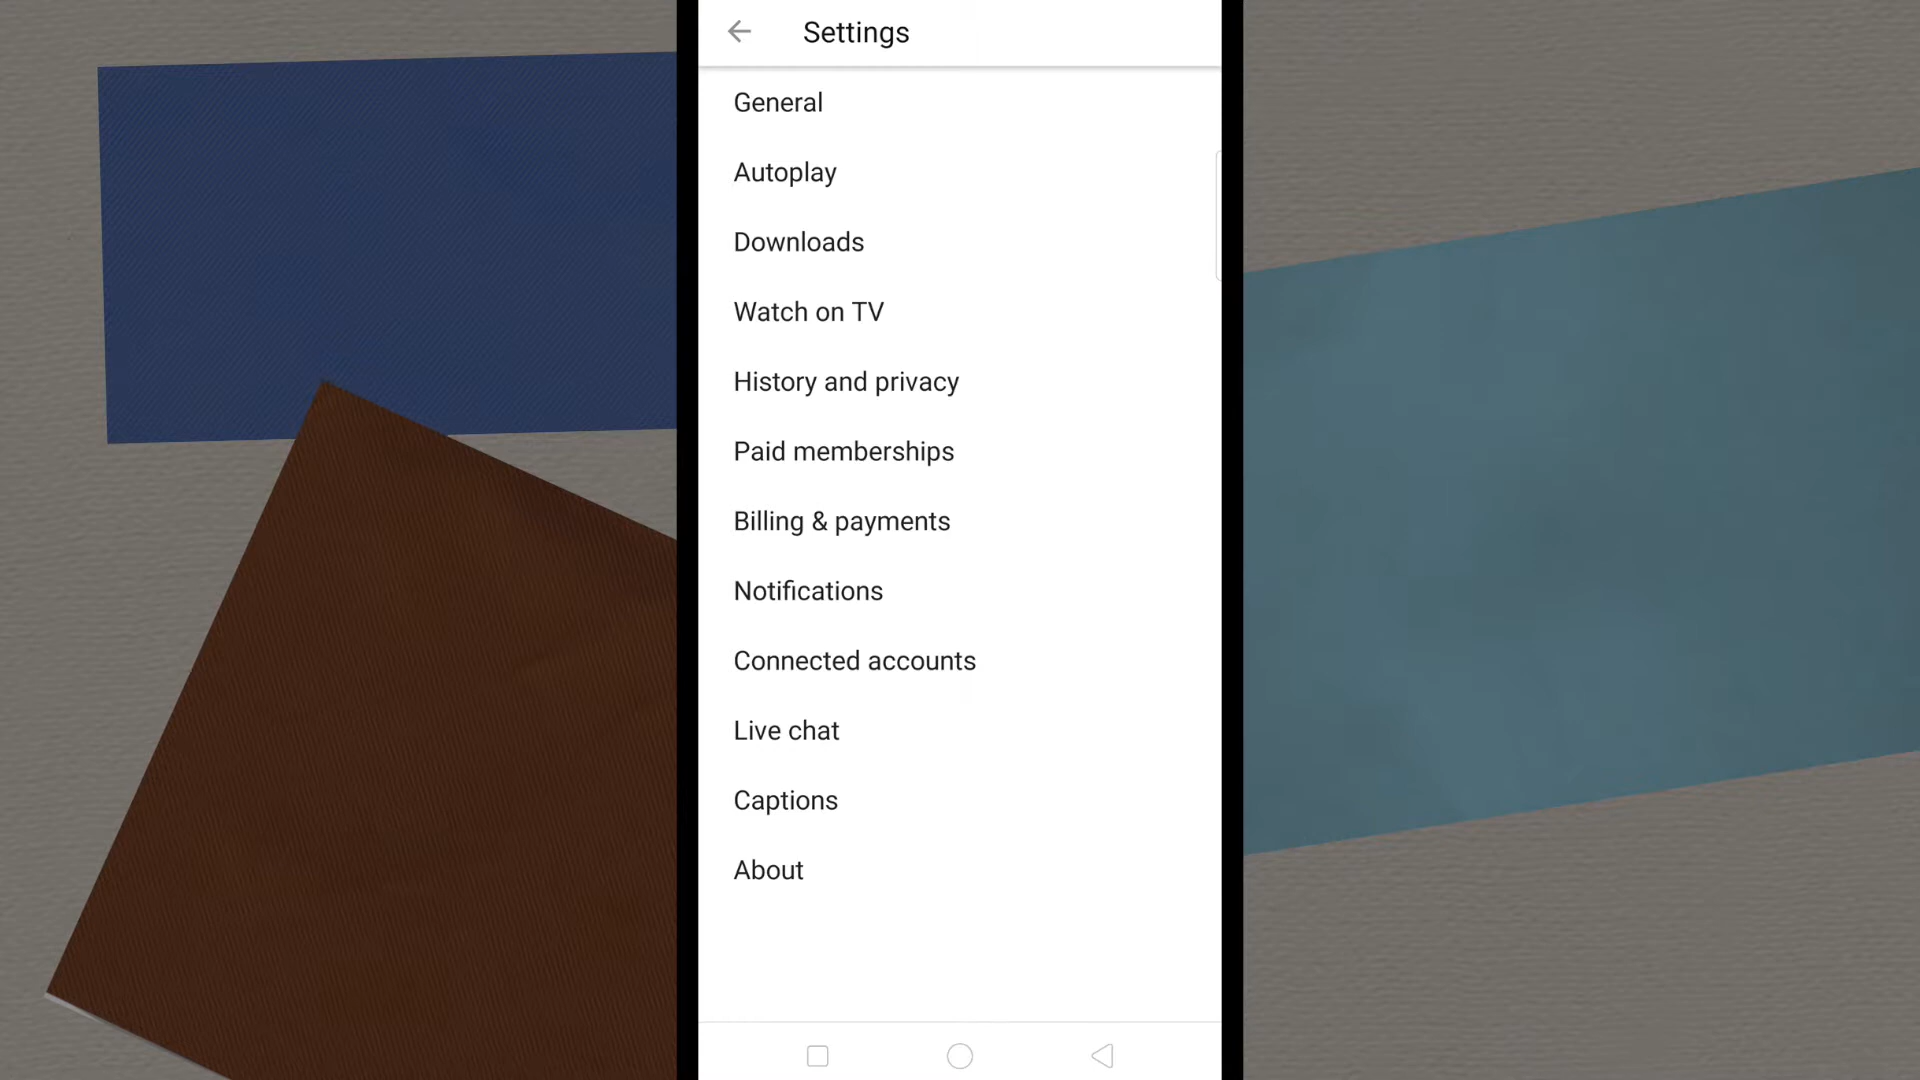 Settings
General
Autoplay
Downloads
Watch on TV
History and privacy
Paid memberships
Billing & payments
Notifications
Connected accounts
Live chat
Captions
About